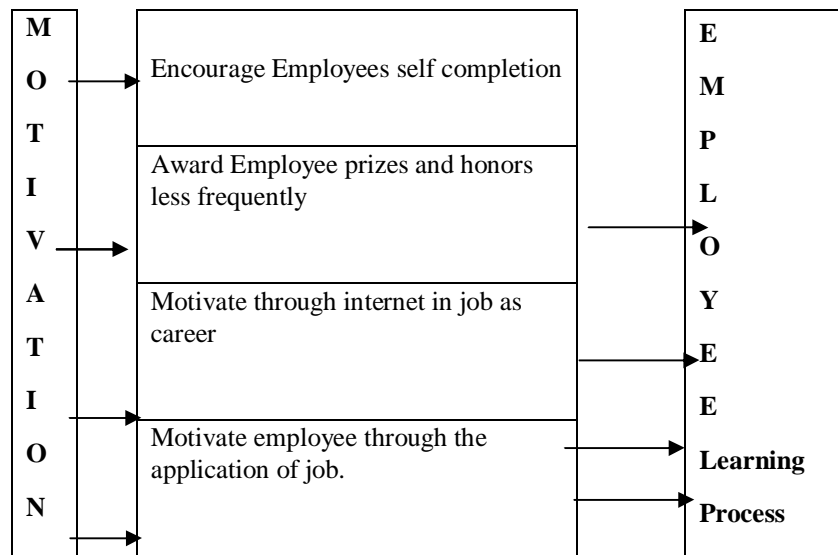 M
O
T
I
V
A
T
I
O
N
Encourage Employees self completion
Award Employee prizes and honors
less frequently
Motivate through internet in job as
career
Motivate employee through the
application of job.
E
M
P
L
O
Y
E
E
Learning
Process